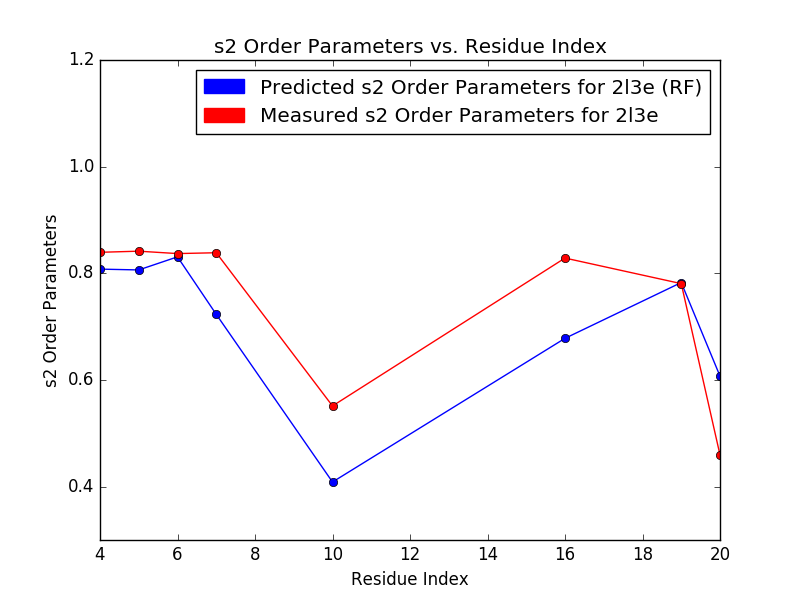 s2 Order Parameters vs. Residue Index
Predicted s2 Order Parameters for 2l3e (RF)
Measured s2 Order Parameters for 2l3e
s2 Order Parameters
1.2
1.0
0.8
0.6
0.4
4 6 8 10 12 14 16 18 20
Residue Index